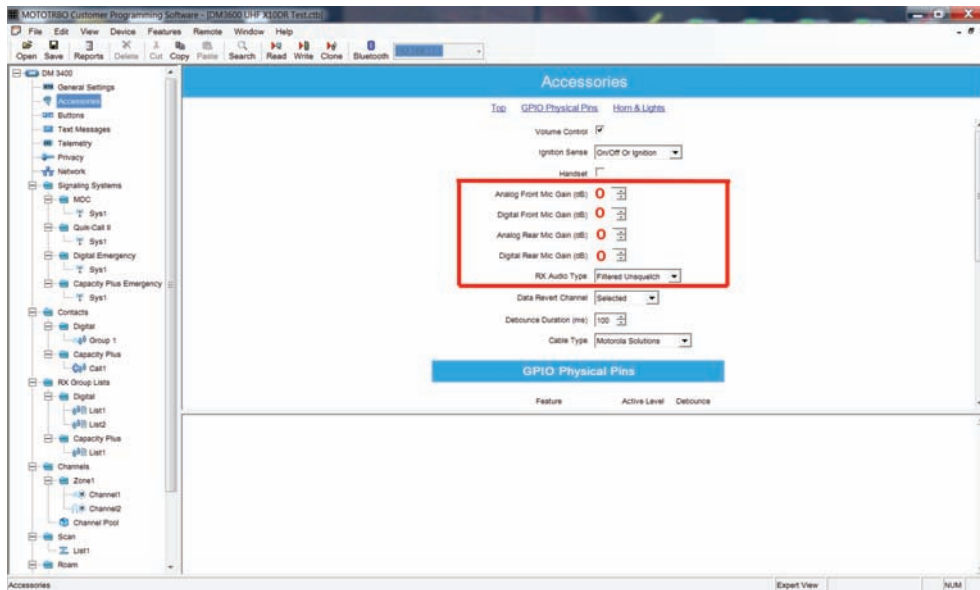 MOTOTRBO Customer Programming Software - [DM3600 UHF X10DR Test.ctb]
File Edit View Device Features Remote Window Help
Open Save Reports Delete Cut Copy Paste Search Read Write Clone Bluetooth
DM 3400
General Settings
Accessories
Buttons
Text Messages
Telemetry
Privacy
Network
Signaling Systems
MDC
Sys1
Quik-Call II
Sys1
Digital Emergency
Sys1
Capacity Plus Emergency
Sys1
Contacts
Digital
Group 1
Capacity Plus
Call1
RX Group Lists
Digital
List1
List2
Capacity Plus
List1
Channels
Zone1
Channel1
Channel2
Channel Pool
Scan
List1
Roam
Accessories
Top GPIO Physical Pins Horn & Lights
Volume Control
Ignition Sense On/Off Or Ignition
Handset
Analog Front Mic Gain (dB) 0
Digital Front Mic Gain (dB) 0
Analog Rear Mic Gain (dB) 0
Digital Rear Mic Gain (dB) 0
RX Audio Type Filtered Unsquelch
Data Revert Channel Selected
Debounce Duration (ms) 100
Cable Type Motorola Solutions
GPIO Physical Pins
Feature Active Level Debounce
Accessories Expert View NUM